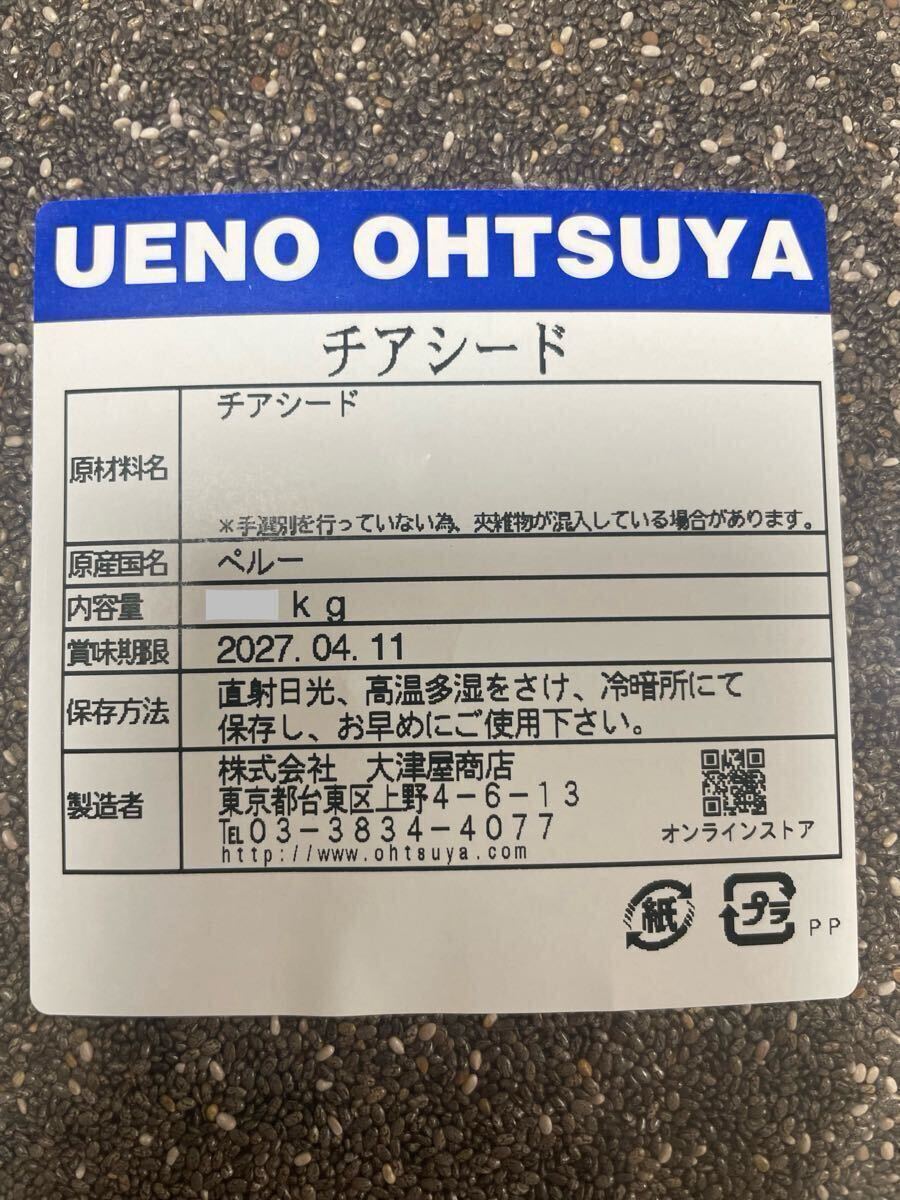 UENO OHTSUYA
チアシード
原材料名
チアシード
※手選別を行っていない為、夾雑物が混入している場合があります。
原産国名 ペルー
内容量 kg
賞味期限 2027.04.11
保存方法
直射日光、高温多湿をさけ、冷暗所にて
保存し、お早めにご使用下さい。
製造者
株式会社 大津屋商店
東京都台東区上野4-6-13
℡03-3834-4077
http://www.ohtsuya.com
オンラインストア
紙
プラ
PP